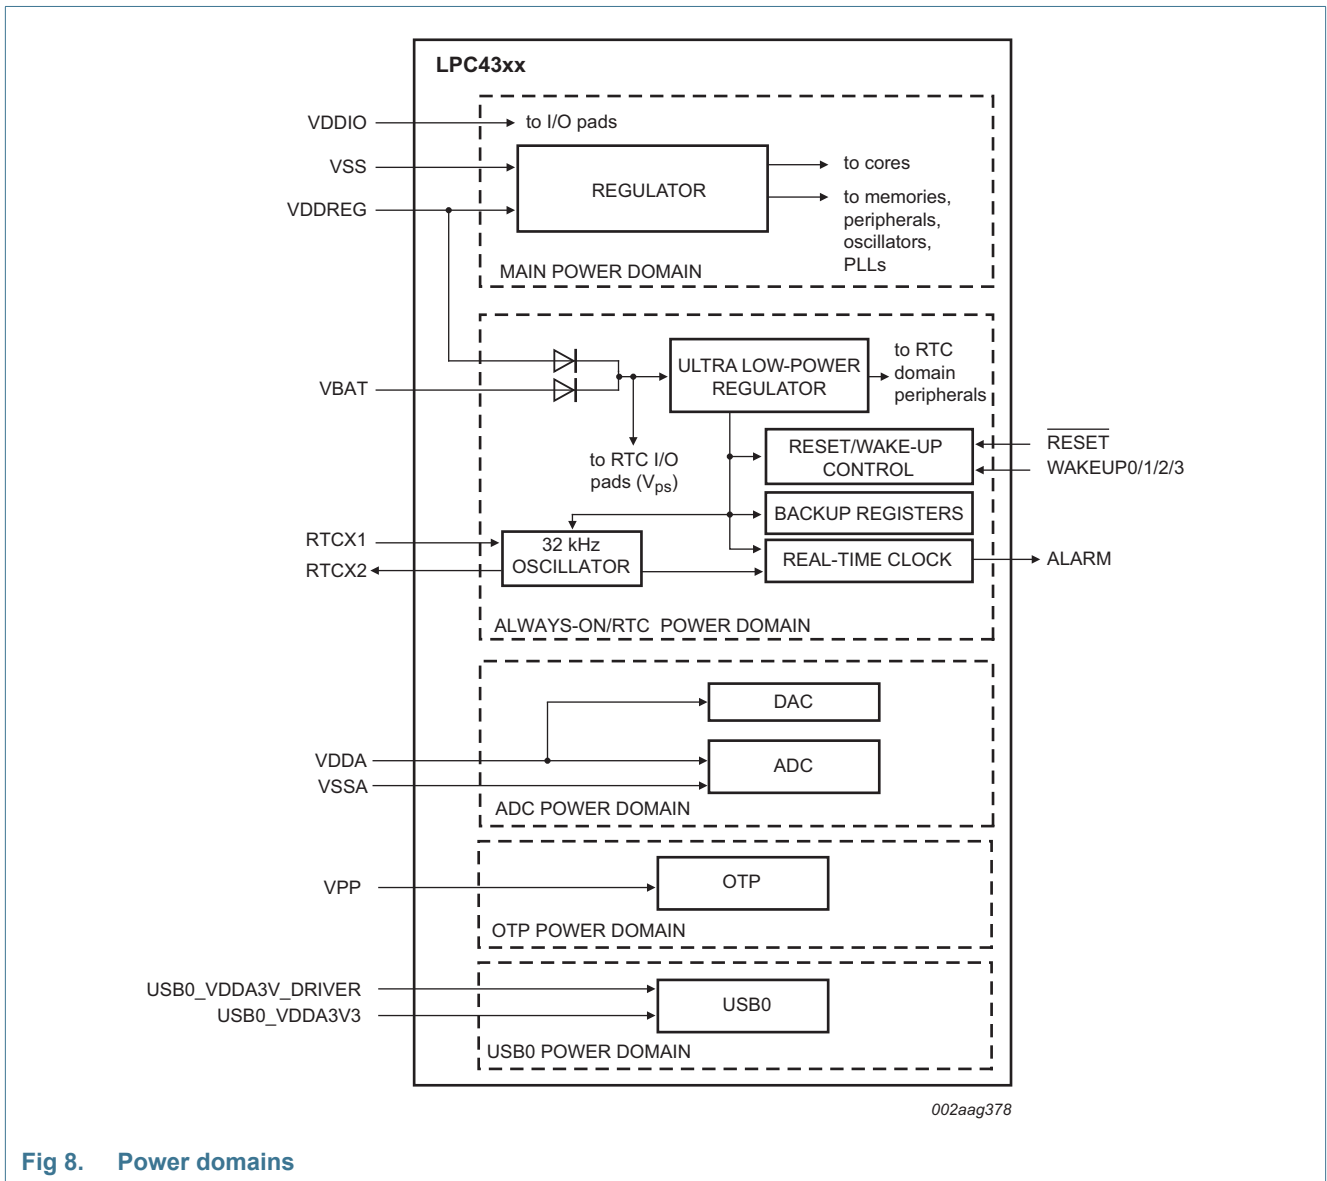 LPC43xx
VDDIO
to I/O pads
VSS
VDDREG
REGULATOR
to cores
to memories,
peripherals,
oscillators,
PLLs
MAIN POWER DOMAIN
VBAT
ULTRA LOW-POWER
REGULATOR
to RTC
domain
peripherals
to RTC I/O
pads (Vps)
RESET/WAKE-UP
CONTROL
RESET
WAKEUP0/1/2/3
BACKUP REGISTERS
RTCX1
RTCX2
32 kHz
OSCILLATOR
REAL-TIME CLOCK
ALARM
ALWAYS-ON/RTC POWER DOMAIN
DAC
VDDA
VSSA
ADC
ADC POWER DOMAIN
VPP
OTP
OTP POWER DOMAIN
USB0_VDDA3V_DRIVER
USB0_VDDA3V3
USB0
USB0 POWER DOMAIN
002aag378
Fig 8. Power domains